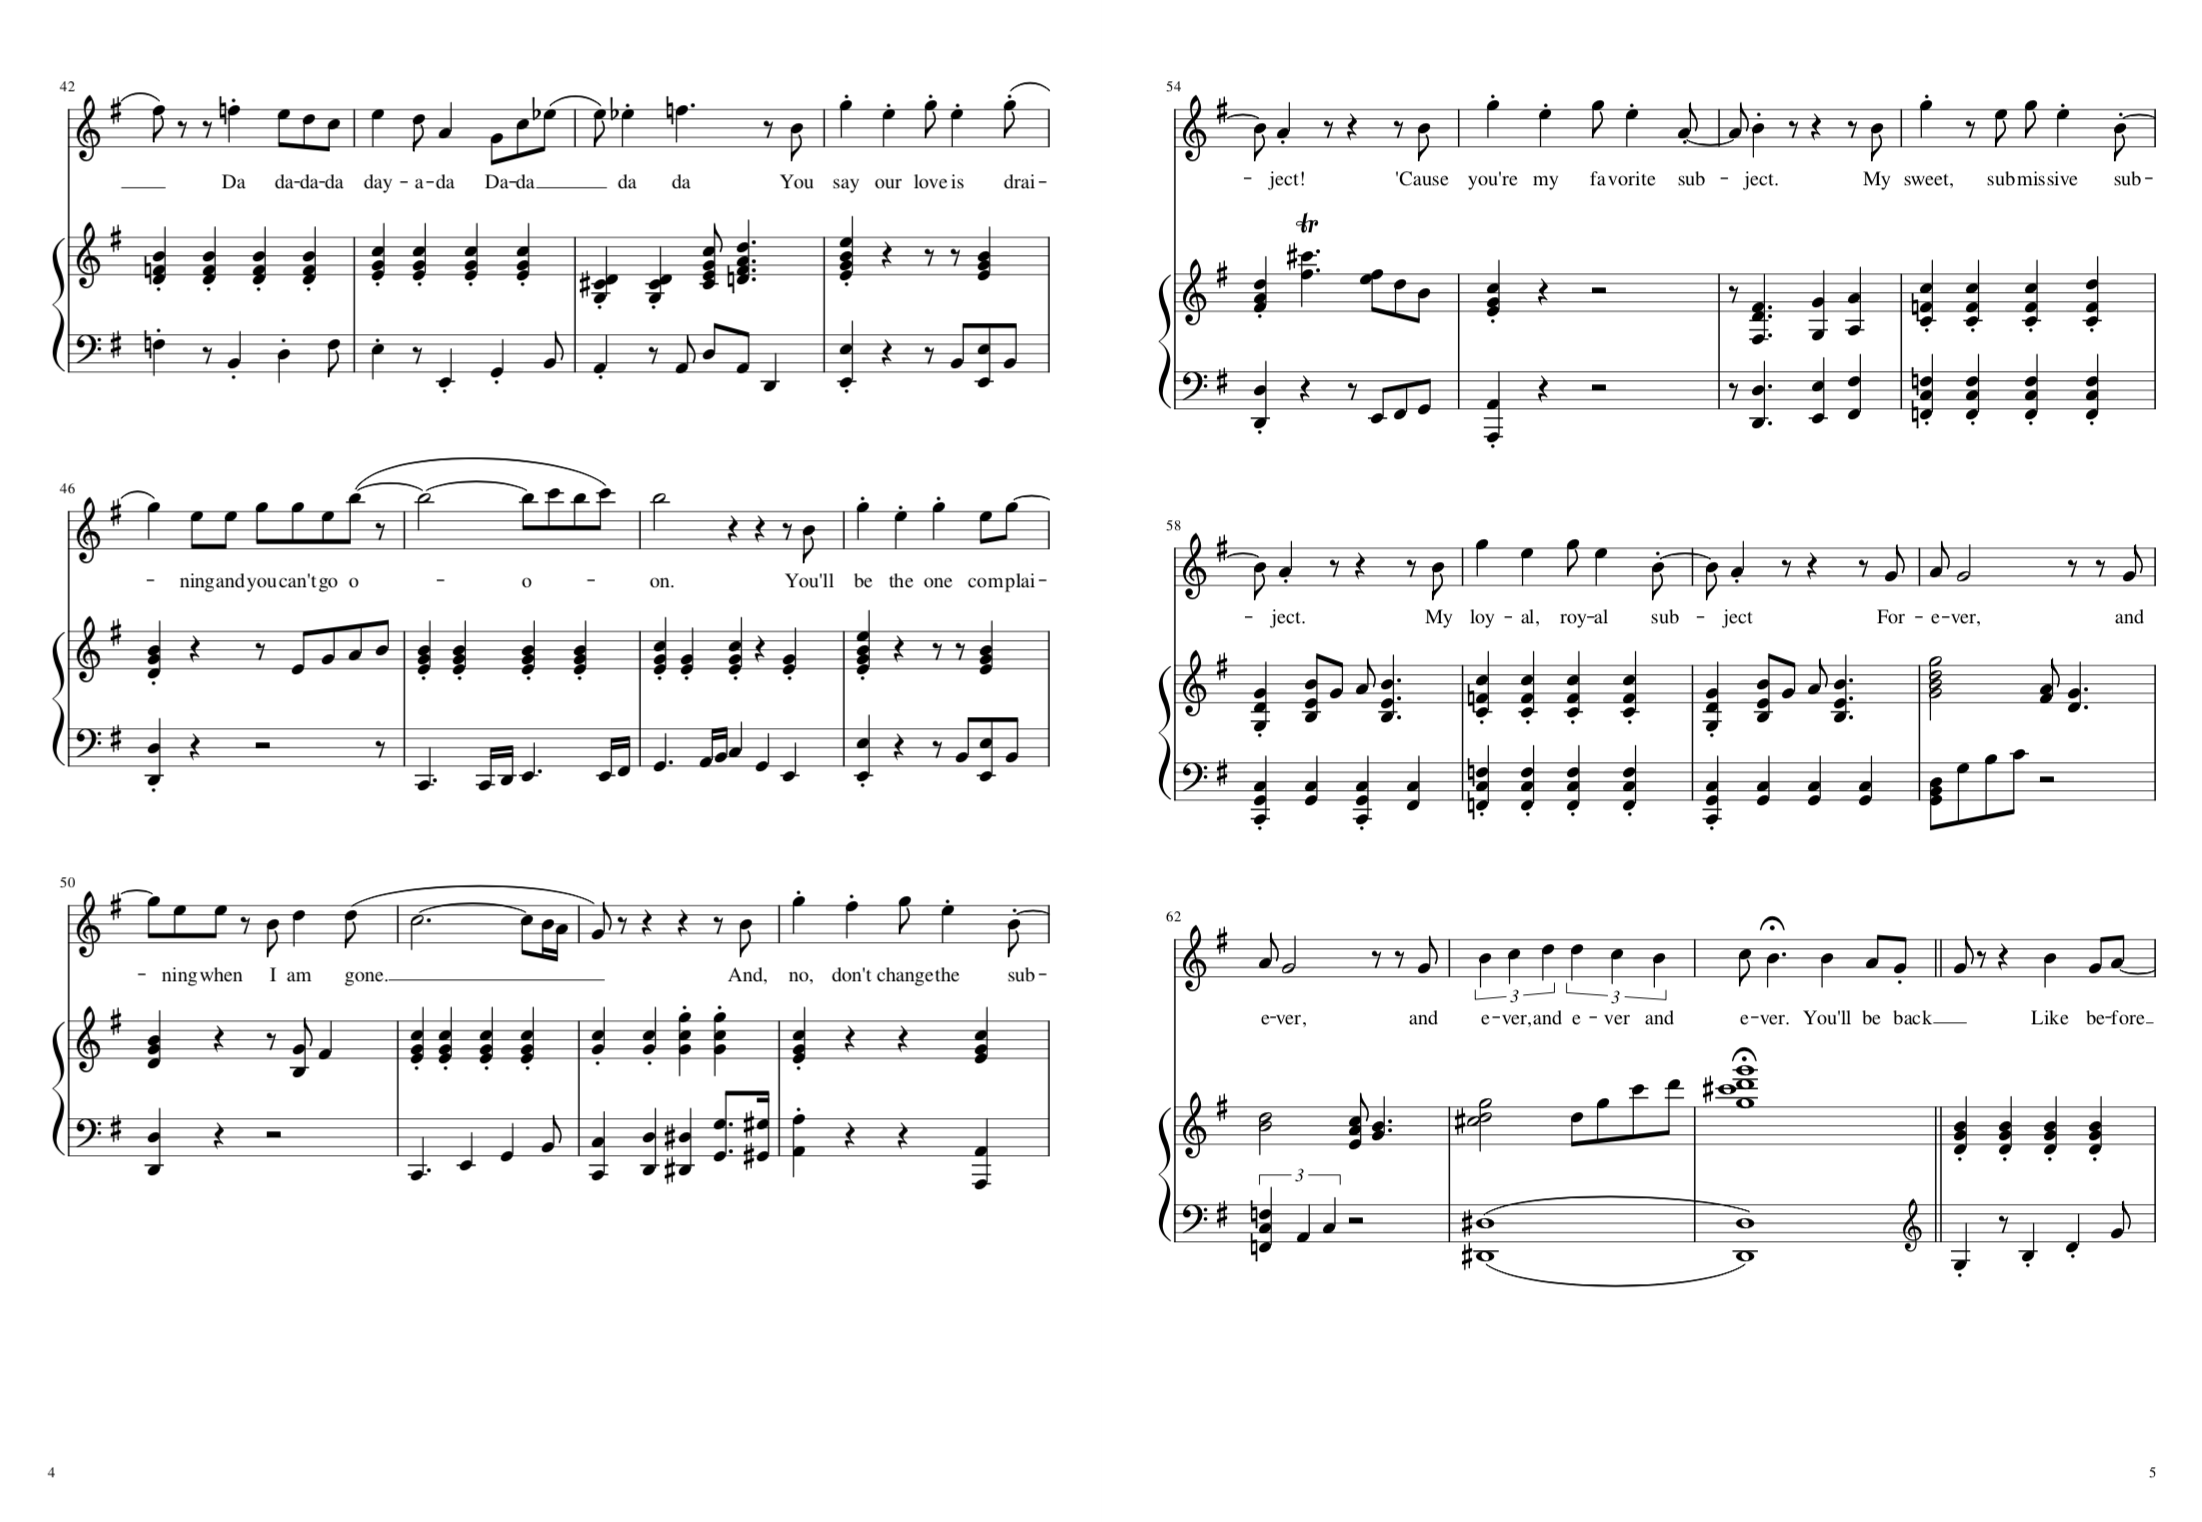 42
Da da-da-da day - a-da Da-da da da You say our love is drai-
46
- ning and you can't go o - o - on. You'll be the one complai-
50
- ning when I am gone. And, no, don't change the sub-
4
54
- ject! 'Cause you're my favorite sub - ject. My sweet, submissive sub-
tr
58
- ject. My loy - al, roy-al sub - ject For - e-ver, and
62
3 3
e-ver, and e-ver, and e - ver and e-ver. You'll be back Like be-fore
3
5